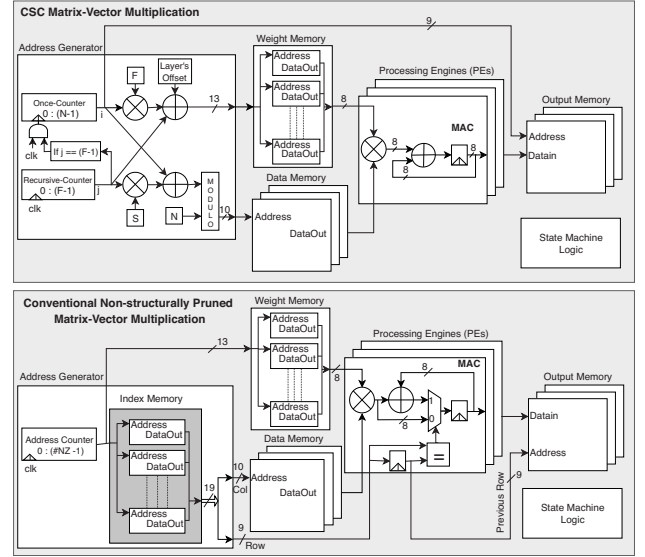 CSC Matrix-Vector Multiplication
Address Generator
F
Layer's
Offset
Once-Counter
0 : (N-1)
i
clk
If j == (F-1)
Recursive-Counter
0 : (F-1)
j
clk
S
N
MODULO
13
10
9
Weight Memory
Address
DataOut
Address
DataOut
Address
DataOut
8
Data Memory
Address
DataOut
Processing Engines (PEs)
MAC
8
8
8
Output Memory
Address
Datain
State Machine
Logic
Conventional Non-structurally Pruned
Matrix-Vector Multiplication
Address Generator
Address Counter
0 : (#NZ -1)
clk
Index Memory
Address
DataOut
Address
DataOut
Address
DataOut
19
13
10
Col
9
Row
Weight Memory
Address
DataOut
Address
DataOut
Address
DataOut
8
Data Memory
Address
DataOut
Processing Engines (PEs)
MAC
8
8
1
0
=
Output Memory
Datain
Address
Previous Row
9
State Machine
Logic